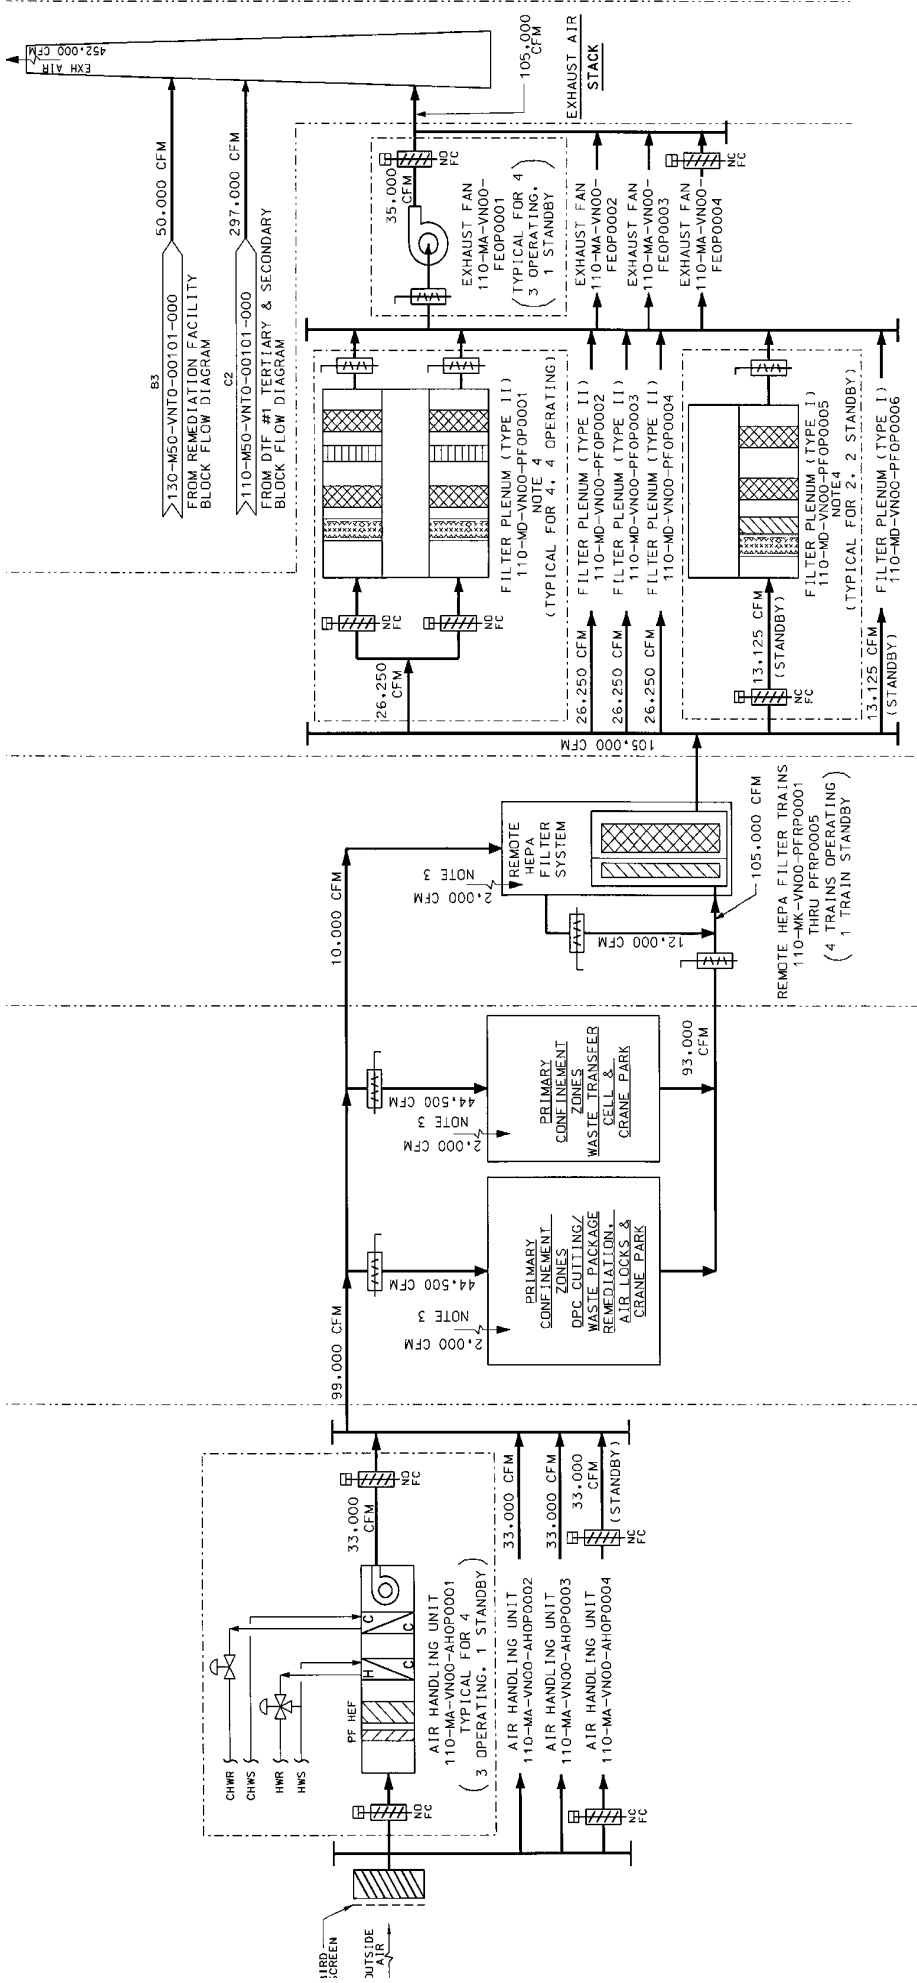 452,000 CFM
EXH AIR
50,000 CFM
B3
130-M50-VNT0-00101-000
FROM REMEDIATION FACILITY
BLOCK FLOW DIAGRAM
297,000 CFM
C2
110-M50-VNT0-00101-000
FROM DTF #1 TERTIARY & SECONDARY
BLOCK FLOW DIAGRAM
105,000
CFM
EXHAUST AIR
STACK
NO
FC
35,000
CFM
EXHAUST FAN
110-MA-VN00-
FE0P0001
(TYPICAL FOR 4
3 OPERATING,
1 STANDBY)
EXHAUST FAN
110-MA-VN00-
FE0P0002
EXHAUST FAN
110-MA-VN00-
FE0P0003
EXHAUST FAN
110-MA-VN00-
FE0P0004
NC
FC
FILTER PLENUM (TYPE II)
110-MD-VN00-PF0P0001
NOTE 4
(TYPICAL FOR 4, 4 OPERATING)
NO
FC
NO
FC
26,250
CFM
26,250 CFM
FILTER PLENUM (TYPE II)
110-MD-VN00-PF0P0002
26,250 CFM
FILTER PLENUM (TYPE II)
110-MD-VN00-PF0P0003
26,250 CFM
FILTER PLENUM (TYPE II)
110-MD-VN00-PF0P0004
FILTER PLENUM (TYPE I)
110-MD-VN00-PF0P0005
NOTE4
(TYPICAL FOR 2, 2 STANDBY)
13,125 CFM
(STANDBY)
NC
FC
13,125 CFM
(STANDBY)
FILTER PLENUM (TYPE I)
110-MD-VN00-PF0P0006
105,000 CFM
REMOTE
HEPA
FILTER
SYSTEM
2,000 CFM
NOTE 3
10,000 CFM
12,000 CFM
105,000 CFM
REMOTE HEPA FILTER TRAINS
110-MK-VN00-PFRP0001
THRU PFRP0005
(4 TRAINS OPERATING
1 TRAIN STANDBY)
93,000
CFM
44,500 CFM
2,000 CFM
NOTE 3
PRIMARY
CONFINEMENT
ZONES
WASTE TRANSFER
CELL &
CRANE PARK
44,500 CFM
2,000 CFM
NOTE 3
PRIMARY
CONFINEMENT
ZONES
DPC CUTTING/
WASTE PACKAGE
REMEDIATION,
AIR LOCKS &
CRANE PARK
99,000 CFM
NO
FC
33,000
CFM
C
C
H
C
PF HEF
CHWR
CHWS
HWR
HWS
AIR HANDLING UNIT
110-MA-VN00-AH0P0001
TYPICAL FOR 4
(3 OPERATING, 1 STANDBY)
NO
FC
33,000 CFM
AIR HANDLING UNIT
110-MA-VN00-AH0P0002
33,000 CFM
AIR HANDLING UNIT
110-MA-VN00-AH0P0003
33,000
CFM
(STANDBY)
NC
FC
AIR HANDLING UNIT
110-MA-VN00-AH0P0004
NC
FC
BIRD
SCREEN
OUTSIDE
AIR